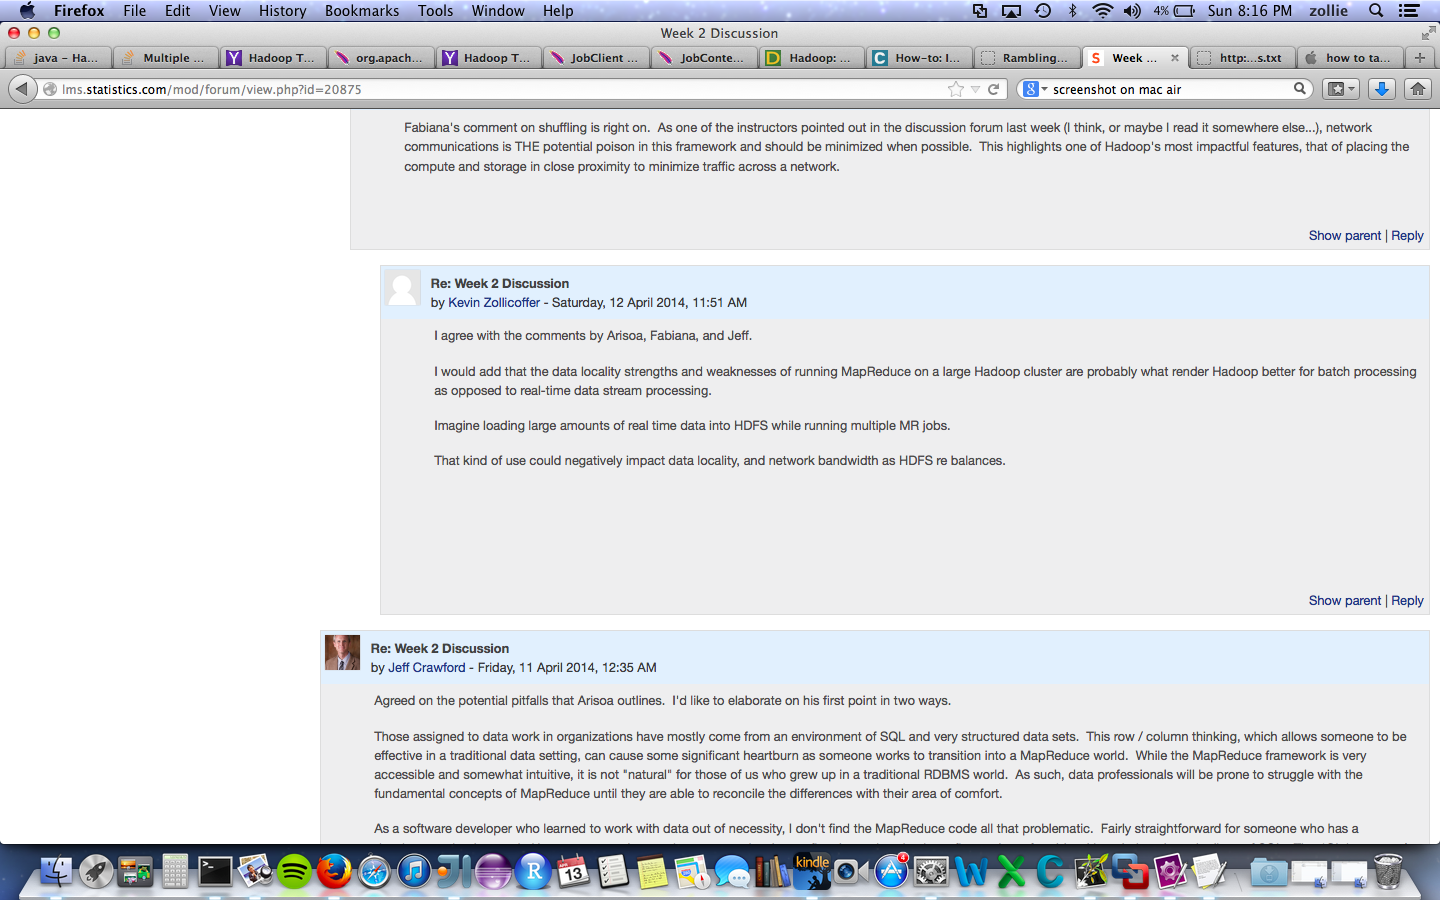 Firefox File Edit View History Bookmarks Tools Window Help 4% Sun 8:16 PM zollie
Week 2 Discussion
java – Ha... Multiple ... Hadoop T... org.apach... Hadoop T... JobClient ... JobConte... Hadoop: ... How-to: I... Rambling... Week ... http:...s.txt how to ta...
lms.statistics.com/mod/forum/view.php?id=20875 screenshot on mac air
Fabiana's comment on shuffling is right on. As one of the instructors pointed out in the discussion forum last week (I think, or maybe I read it somewhere else...), network
communications is THE potential poison in this framework and should be minimized when possible. This highlights one of Hadoop's most impactful features, that of placing the
compute and storage in close proximity to minimize traffic across a network.
Show parent | Reply
Re: Week 2 Discussion
by Kevin Zollicoffer - Saturday, 12 April 2014, 11:51 AM
I agree with the comments by Arisoa, Fabiana, and Jeff.
I would add that the data locality strengths and weaknesses of running MapReduce on a large Hadoop cluster are probably what render Hadoop better for batch processing
as opposed to real-time data stream processing.
Imagine loading large amounts of real time data into HDFS while running multiple MR jobs.
That kind of use could negatively impact data locality, and network bandwidth as HDFS re balances.
Show parent | Reply
Re: Week 2 Discussion
by Jeff Crawford - Friday, 11 April 2014, 12:35 AM
Agreed on the potential pitfalls that Arisoa outlines. I'd like to elaborate on his first point in two ways.
Those assigned to data work in organizations have mostly come from an environment of SQL and very structured data sets. This row / column thinking, which allows someone to be
effective in a traditional data setting, can cause some significant heartburn as someone works to transition into a MapReduce world. While the MapReduce framework is very
accessible and somewhat intuitive, it is not "natural" for those of us who grew up in a traditional RDBMS world. As such, data professionals will be prone to struggle with the
fundamental concepts of MapReduce until they are able to reconcile the differences with their area of comfort.
As a software developer who learned to work with data out of necessity, I don't find the MapReduce code all that problematic. Fairly straightforward for someone who has a
kindle
4
APR
13